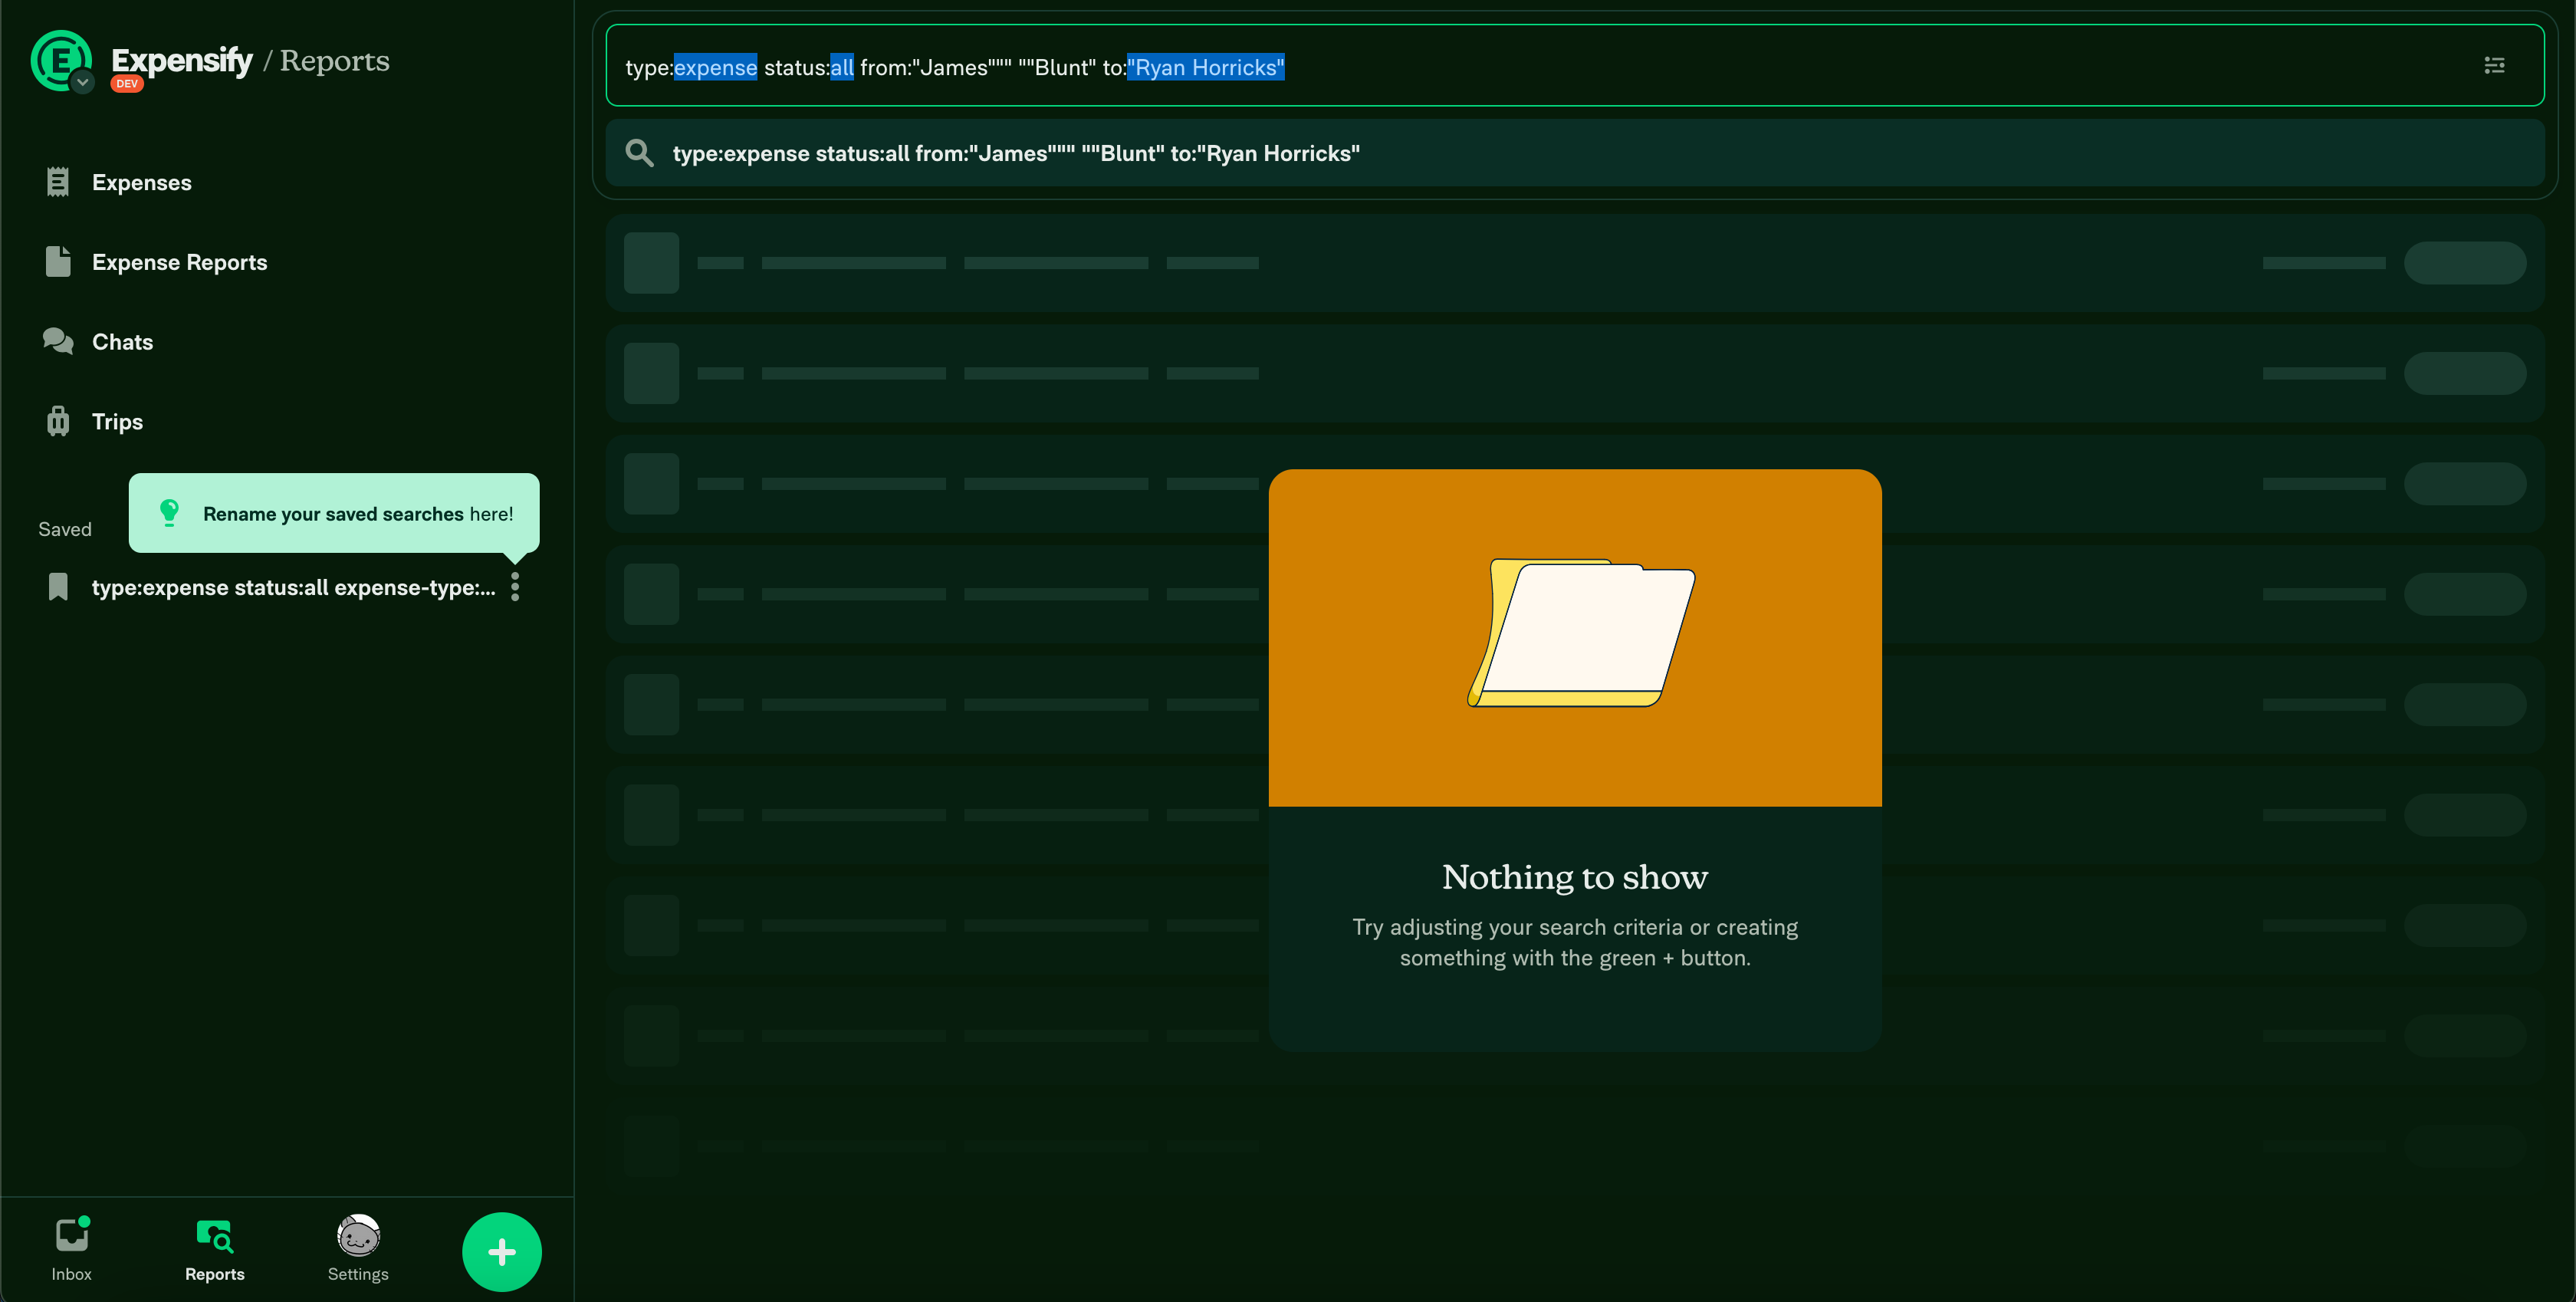 Expensify / Reports
DEV
Expenses
Expense Reports
Chats
Trips
Saved
Rename your saved searches here!
type:expense status:all expense-type:...
Inbox
Reports
Settings
type:expense status:all from:"James""" ""Blunt" to:"Ryan Horricks"
type:expense status:all from:"James""" ""Blunt" to:"Ryan Horricks"
Nothing to show
Try adjusting your search criteria or creating
something with the green + button.